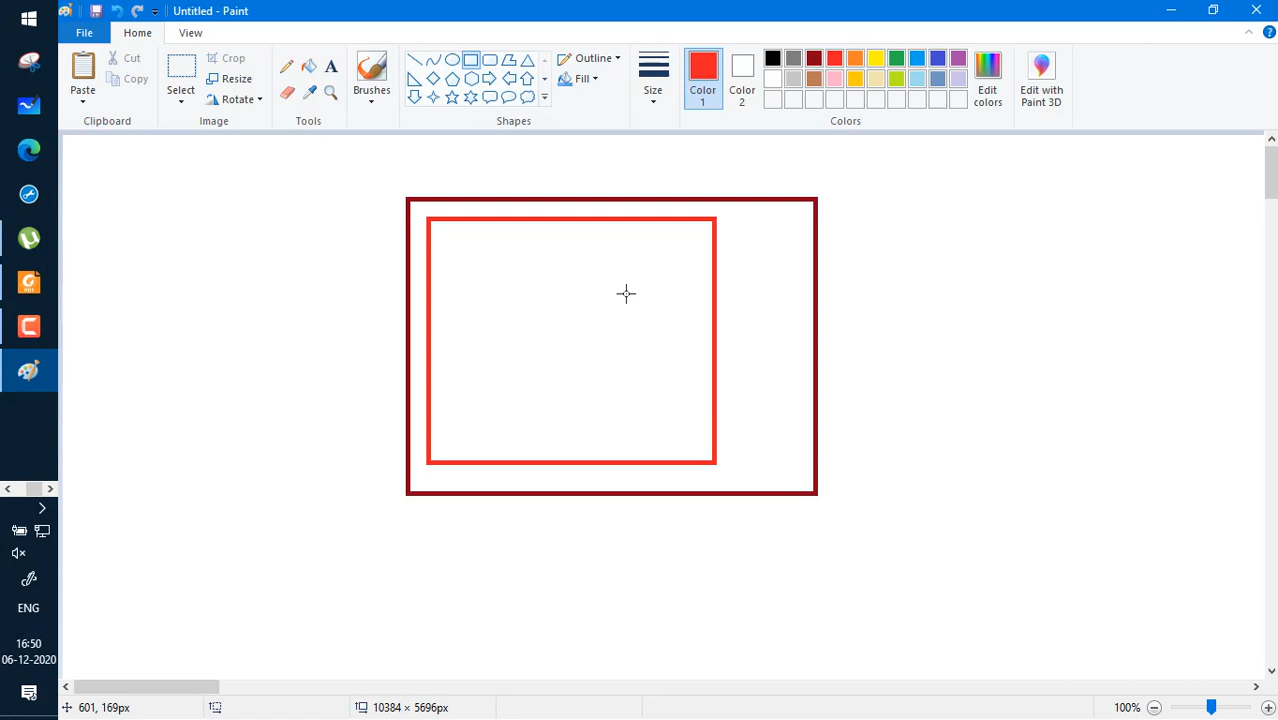 Untitled - Paint
File Home View
Paste
Cut
Copy
Clipboard
Select
Crop
Resize
Rotate
Image
Tools
Brushes
Shapes
Outline
Fill
Size
Color 1
Color 2
Edit colors
Colors
Edit with Paint 3D
ENG
16:50
06-12-2020
601, 169px
10384 × 5696px
100%